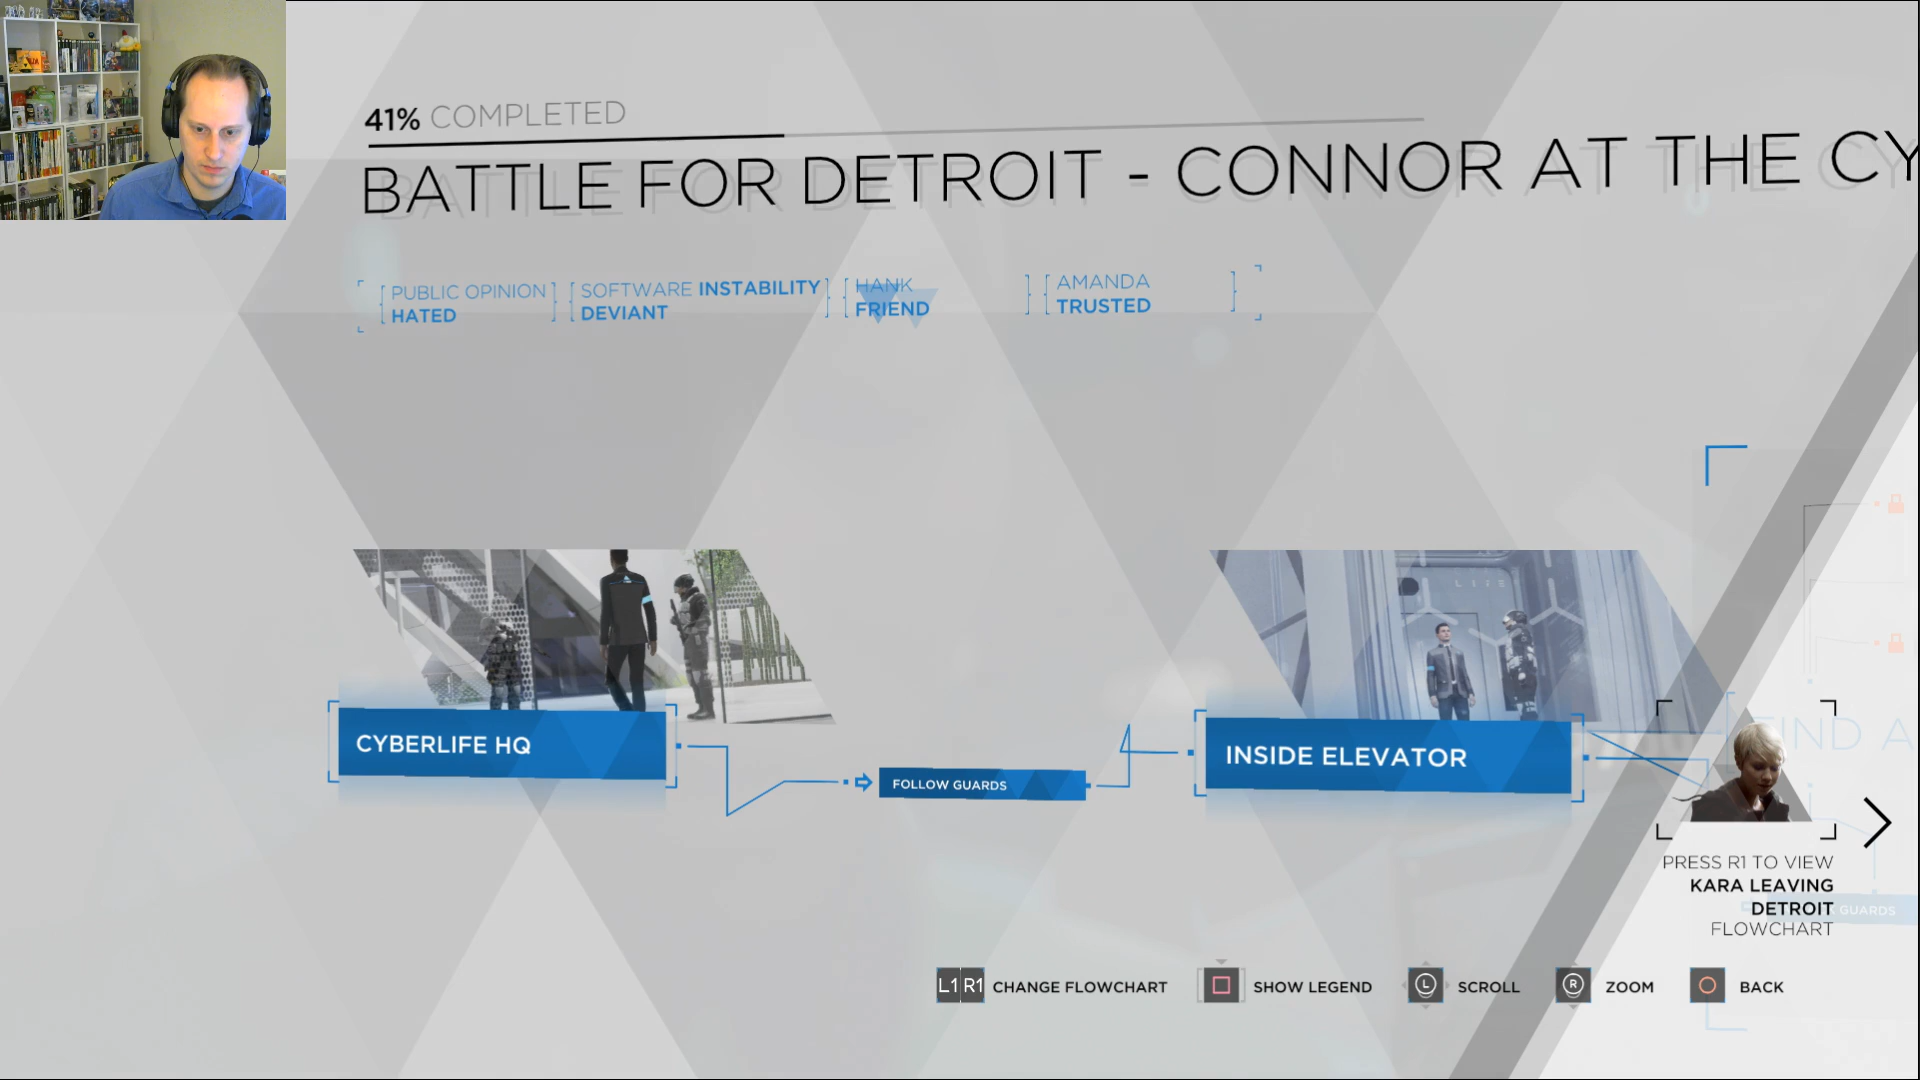 41% COMPLETED
BATTLE FOR DETROIT - CONNOR AT THE CY
PUBLIC OPINION
HATED
SOFTWARE INSTABILITY
DEVIANT
HANK
FRIEND
AMANDA
TRUSTED
CYBERLIFE HQ
FOLLOW GUARDS
INSIDE ELEVATOR
FIND A
PRESS R1 TO VIEW
KARA LEAVING
DETROIT
FLOWCHART
GUARDS
L1 R1 CHANGE FLOWCHART
SHOW LEGEND
L SCROLL
R ZOOM
BACK